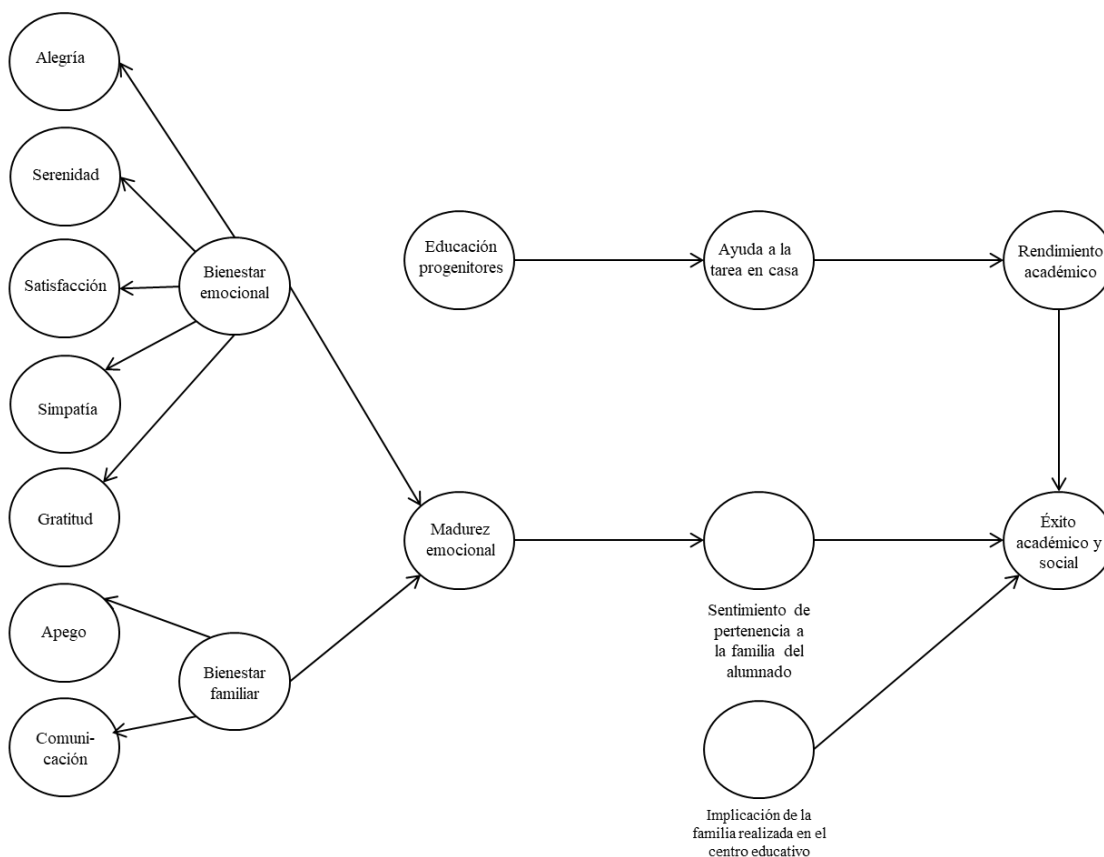 Alegría
Serenidad
Satisfacción
Simpatía
Gratitud
Apego
Comuni-
cación
Bienestar
emocional
Bienestar
familiar
Educación
progenitores
Madurez
emocional
Ayuda a la
tarea en casa
Sentimiento de
pertenencia a
la familia del
alumnado
Implicación de la
familia realizada en el
centro educativo
Rendimiento
académico
Éxito
académico y
social